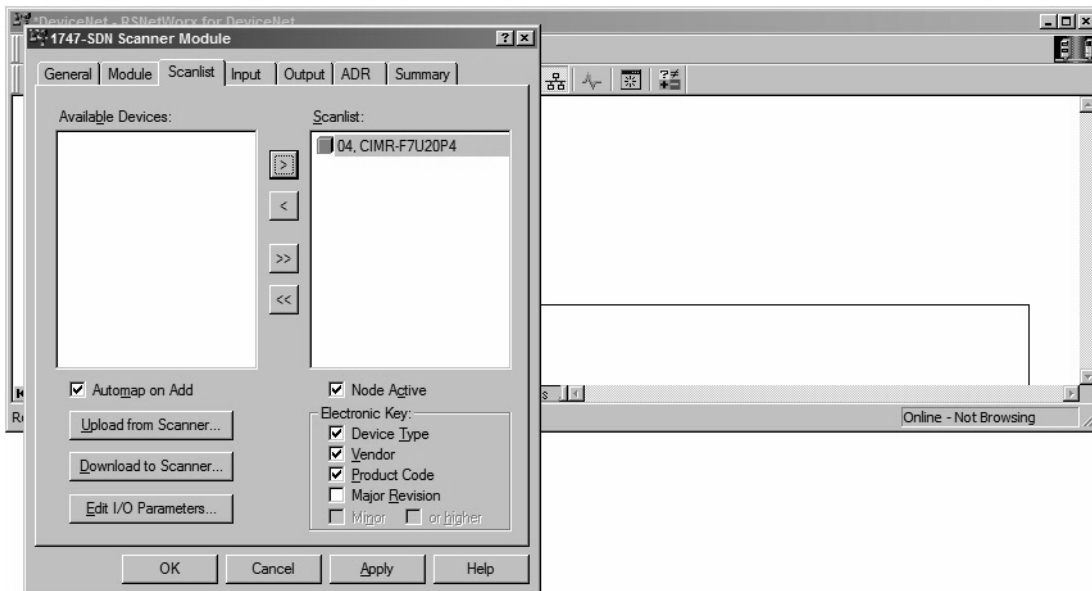 *DeviceNet - RSNetWorx for DeviceNet
1747-SDN Scanner Module
General Module Scanlist Input Output ADR Summary
Available Devices:
Scanlist:
04, CIMR-F7U20P4
>
<
>>
<<
Automap on Add
Node Active
Upload from Scanner...
Download to Scanner...
Edit I/O Parameters...
Electronic Key:
Device Type
Vendor
Product Code
Major Revision
Minor or higher
OK Cancel Apply Help
Online - Not Browsing